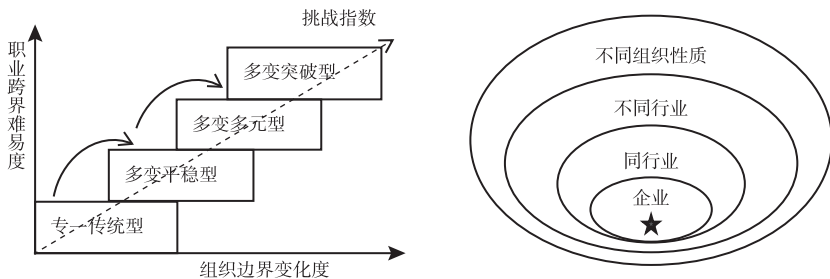 挑战指数
职业跨界难易度
多变突破型
多变多元型
多变平稳型
专一传统型
组织边界变化度
不同组织性质
不同行业
同行业
企业